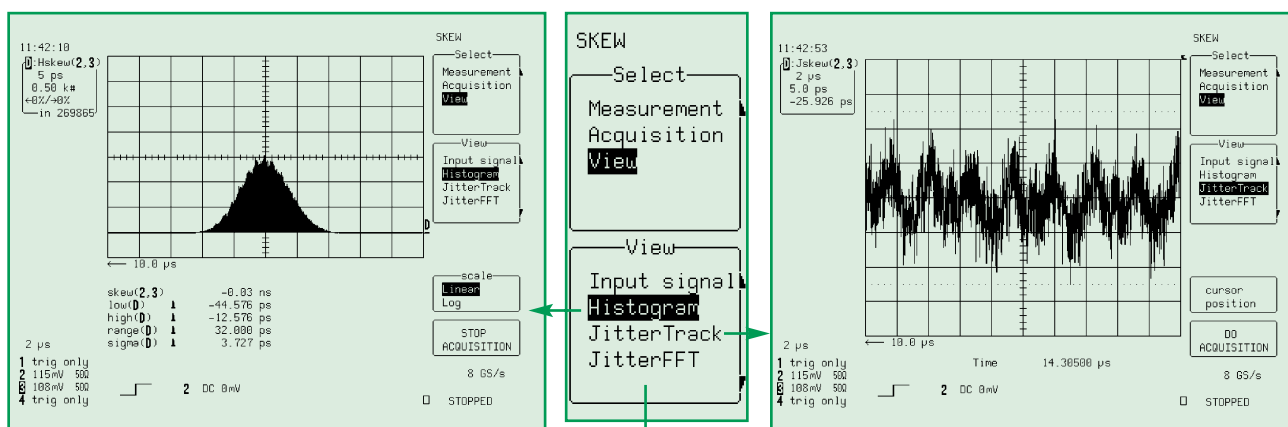 SKEW
11:42:10
D:Hskew(2,3)
5 ps
0.50 k#
←0%/→0%
in 269865
Select
Measurement
Acquisition
View
View
Input signal
Histogram
JitterTrack
JitterFFT
D
← 10.0 µs
skew(2,3) -0.03 ns
low(D) -44.576 ps
high(D) -12.576 ps
range(D) 32.000 ps
sigma(D) 3.727 ps
scale
Linear
Log
STOP
ACQUISITION
2 µs
1 trig only
2 115mV 50Ω
3 108mV 50Ω
4 trig only
2 DC 0mV
8 GS/s
STOPPED
SKEW
Select
Measurement
Acquisition
View
View
Input signal
Histogram
JitterTrack
JitterFFT
SKEW
11:42:53
D:Jskew(2,3)
2 µs
5.0 ps
-25.926 ps
Select
Measurement
Acquisition
View
View
Input signal
Histogram
JitterTrack
JitterFFT
← 10.0 µs
Time 14.30500 µs
cursor
position
DO
ACQUISITION
2 µs
1 trig only
2 115mV 50Ω
3 108mV 50Ω
4 trig only
2 DC 0mV
8 GS/s
STOPPED